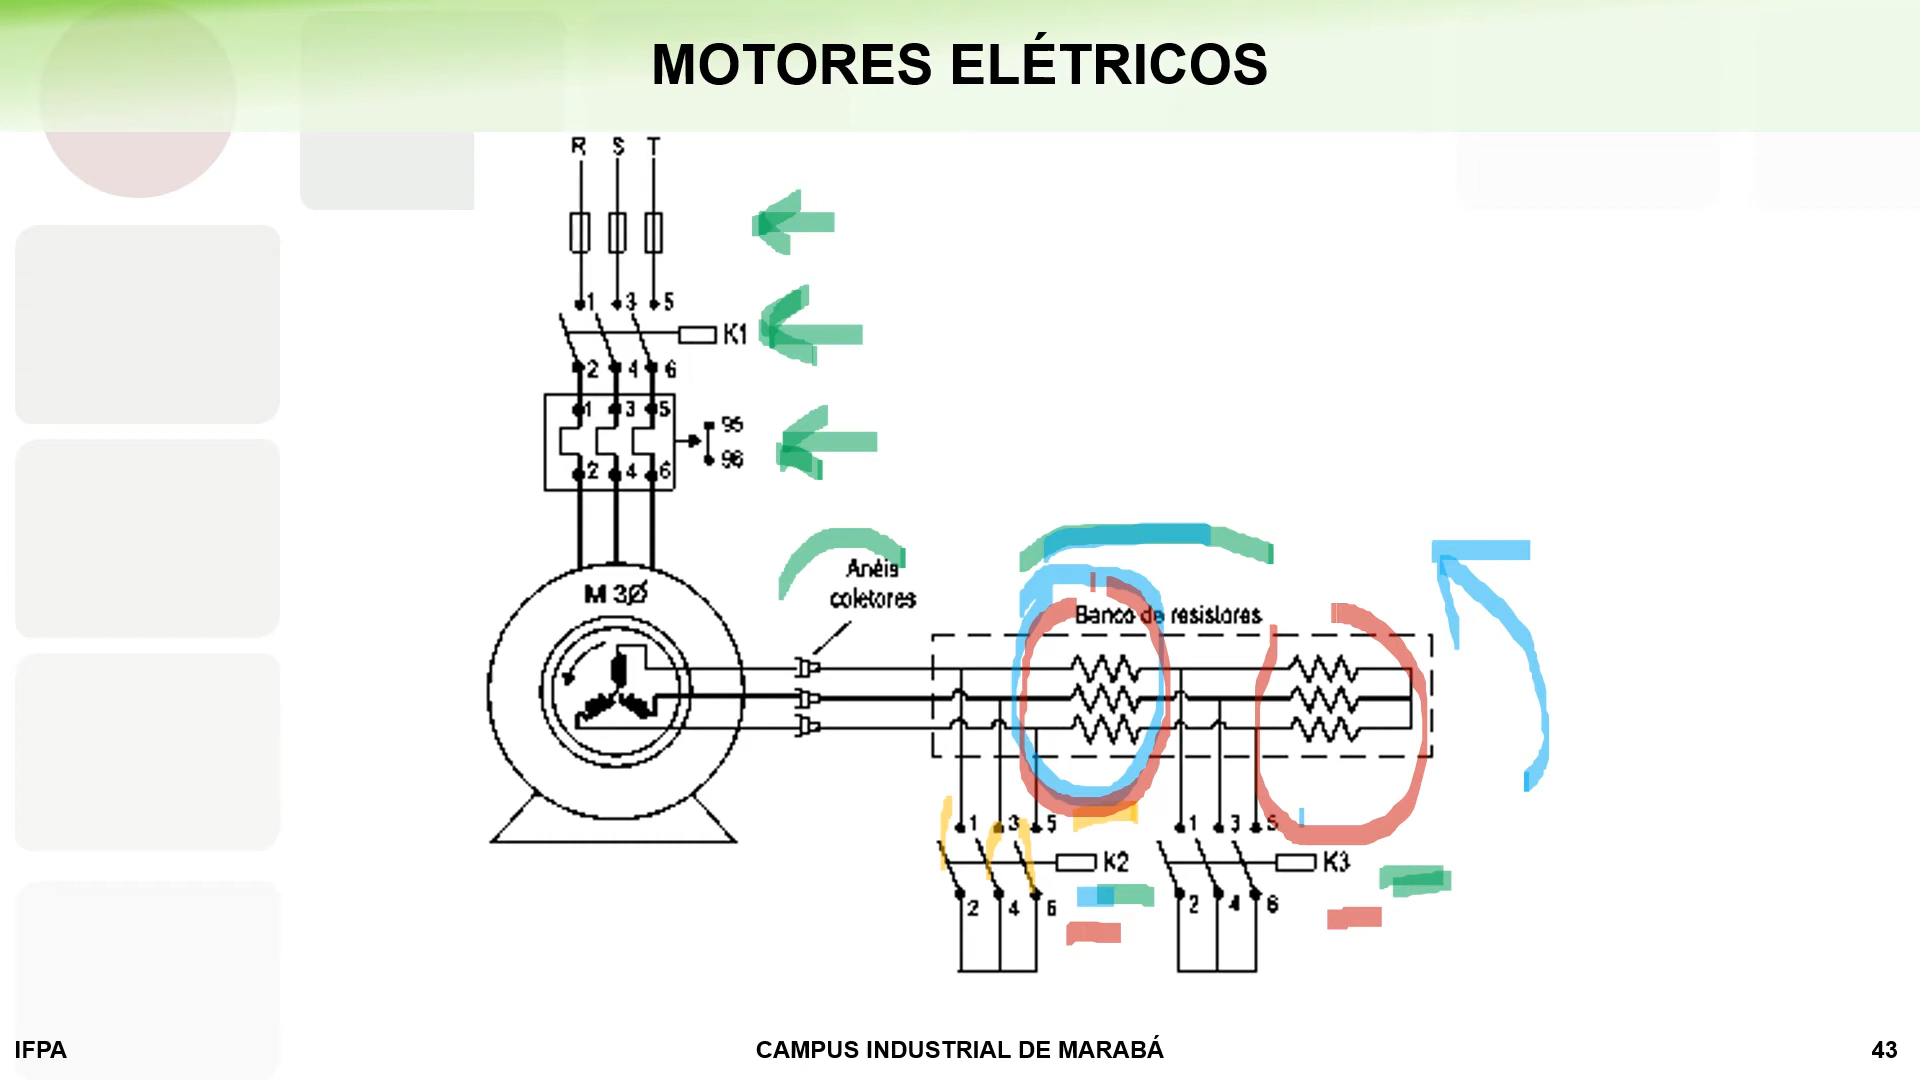 MOTORES ELÉTRICOS
R S T
1 3 5
K1
2 4 6
1 3 5
95
96
2 4 6
M 3Ø
Anéis
coletores
Banco de resistores
1 3 5 1 3 5
K2 K3
2 4 6 2 4 6
IFPA CAMPUS INDUSTRIAL DE MARABÁ 43